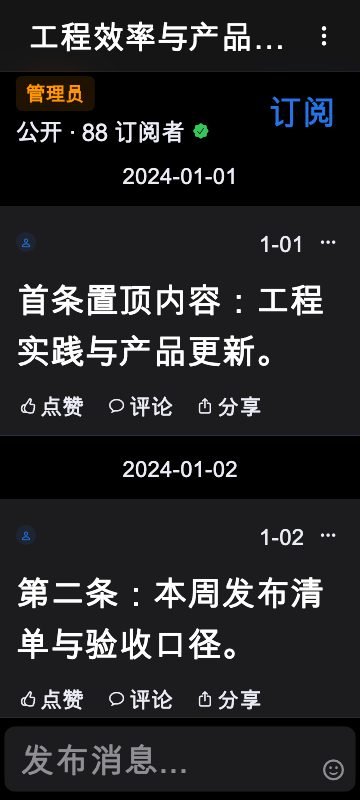 工程效率与产品...
管理员
公开 · 88 订阅者
订阅
2024-01-01
1-01
首条置顶内容：工程
实践与产品更新。
点赞 评论 分享
2024-01-02
1-02
第二条：本周发布清
单与验收口径。
点赞 评论 分享
发布消息...